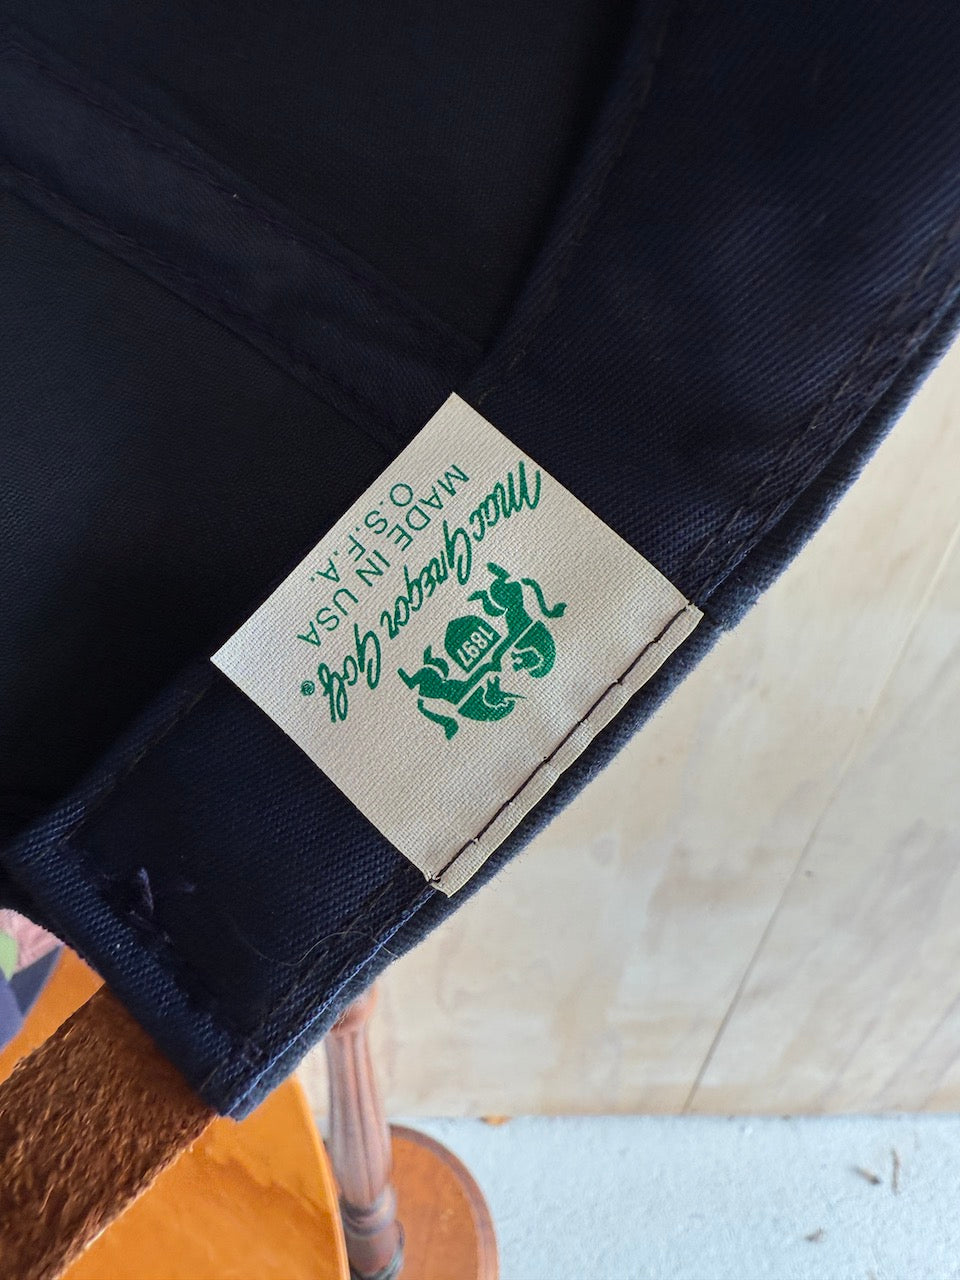 1897
MacGregor Golf®
MADE IN USA
O.S.F.A.